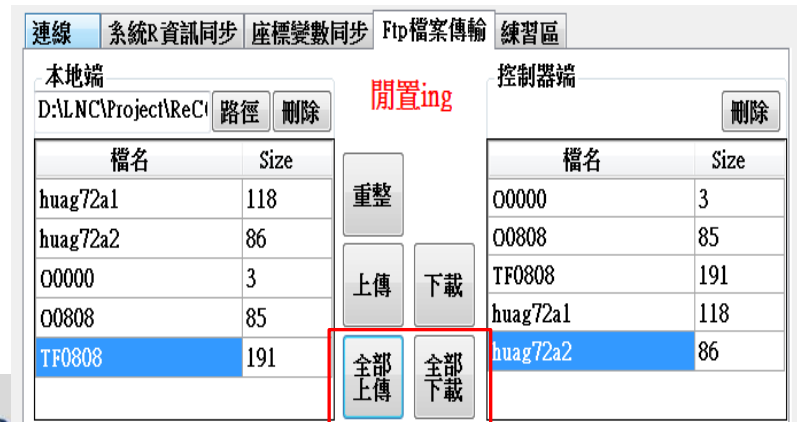 連線 系統R資訊同步 座標變數同步 Ftp檔案傳輸 練習區
本地端
D:\LNC\Project\ReC 路徑 刪除
檔名 Size
huag72a1 118
huag72a2 86
O0000 3
O0808 85
TF0808 191
閒置ing
重整
上傳 下載
全部上傳 全部下載
控制器端
刪除
檔名 Size
O0000 3
O0808 85
TF0808 191
huag72a1 118
huag72a2 86